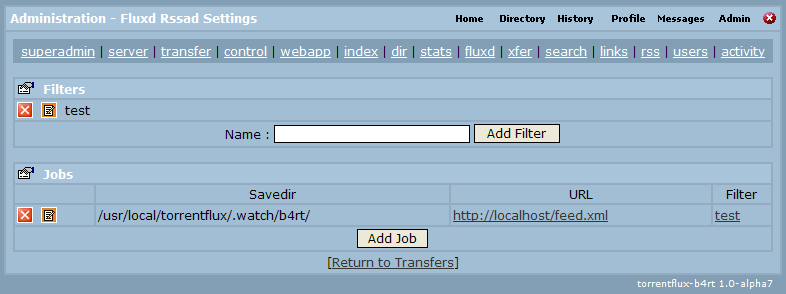 Administration - Fluxd Rssad Settings Home Directory History Profile Messages Admin
superadmin | server | transfer | control | webapp | index | dir | stats | fluxd | xfer | search | links | rss | users | activity
Filters
test
Name : Add Filter
Jobs
Savedir URL Filter
/usr/local/torrentflux/.watch/b4rt/ http://localhost/feed.xml test
Add Job
[Return to Transfers]
torrentflux-b4rt 1.0-alpha7